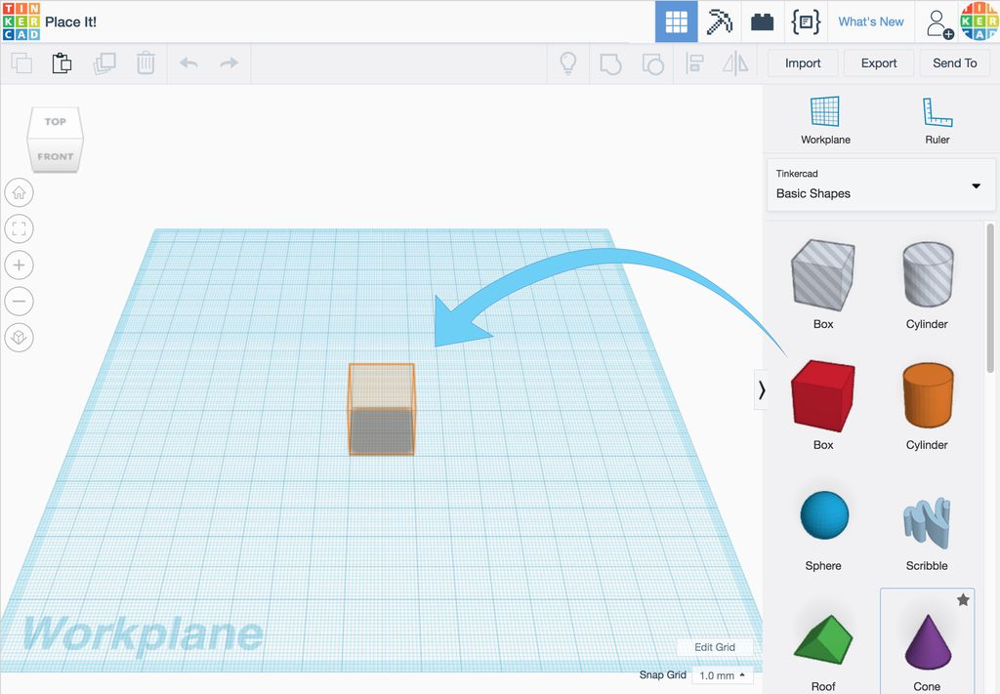 TIN
KER
CAD
Place It!
What's New
TIN
KER
CAD
Import
Export
Send To
TOP
FRONT
Workplane
Ruler
Tinkercad
Basic Shapes
Box
Cylinder
Box
Cylinder
Sphere
Scribble
Roof
Cone
Workplane
Edit Grid
Snap Grid
1.0 mm